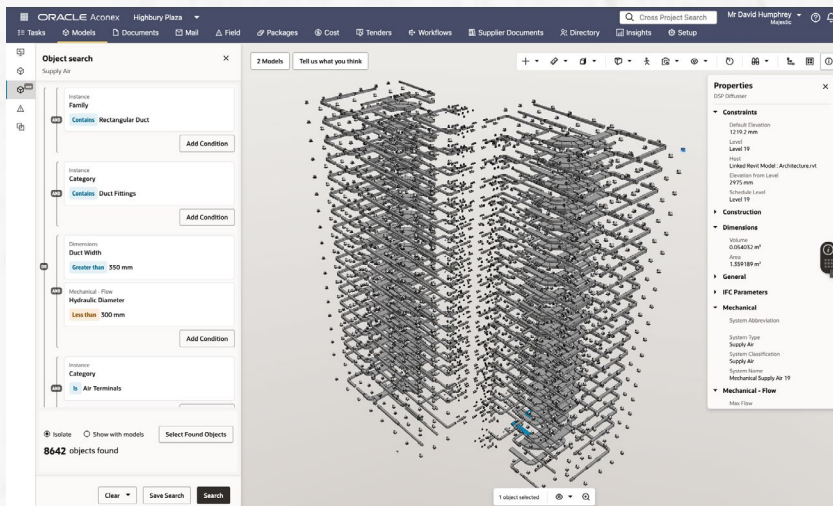 ORACLE Aconex Highbury Plaza
Cross Project Search
Mr David Humphrey
Majestic
Tasks Models Documents Mail Field Packages Cost Tenders Workflows Supplier Documents Directory Insights Setup
Object search
Supply Air
Instance
Family
AND
Contains Rectangular Duct
Add Condition
Instance
Category
AND
Contains Duct Fittings
Add Condition
Dimensions
Duct Width
OR
Greater than 350 mm
AND
Mechanical - Flow
Hydraulic Diameter
Less than 300 mm
Add Condition
Instance
Category
AND
Is Air Terminals
Isolate Show with models Select Found Objects
8642 objects found
Clear Save Search Search
2 Models Tell us what you think
1 object selected
Properties
DSP Diffuser
Constraints
Default Elevation
1219.2 mm
Level
Level 19
Host
Linked Revit Model : Architecture.rvt
Elevation from Level
2975 mm
Schedule Level
Level 19
Construction
Dimensions
Volume
0.054032 m³
Area
1.359189 m²
General
IFC Parameters
Mechanical
System Abbreviation
System Type
Supply Air
System Classification
Supply Air
System Name
Mechanical Supply Air 19
Mechanical - Flow
Max Flow